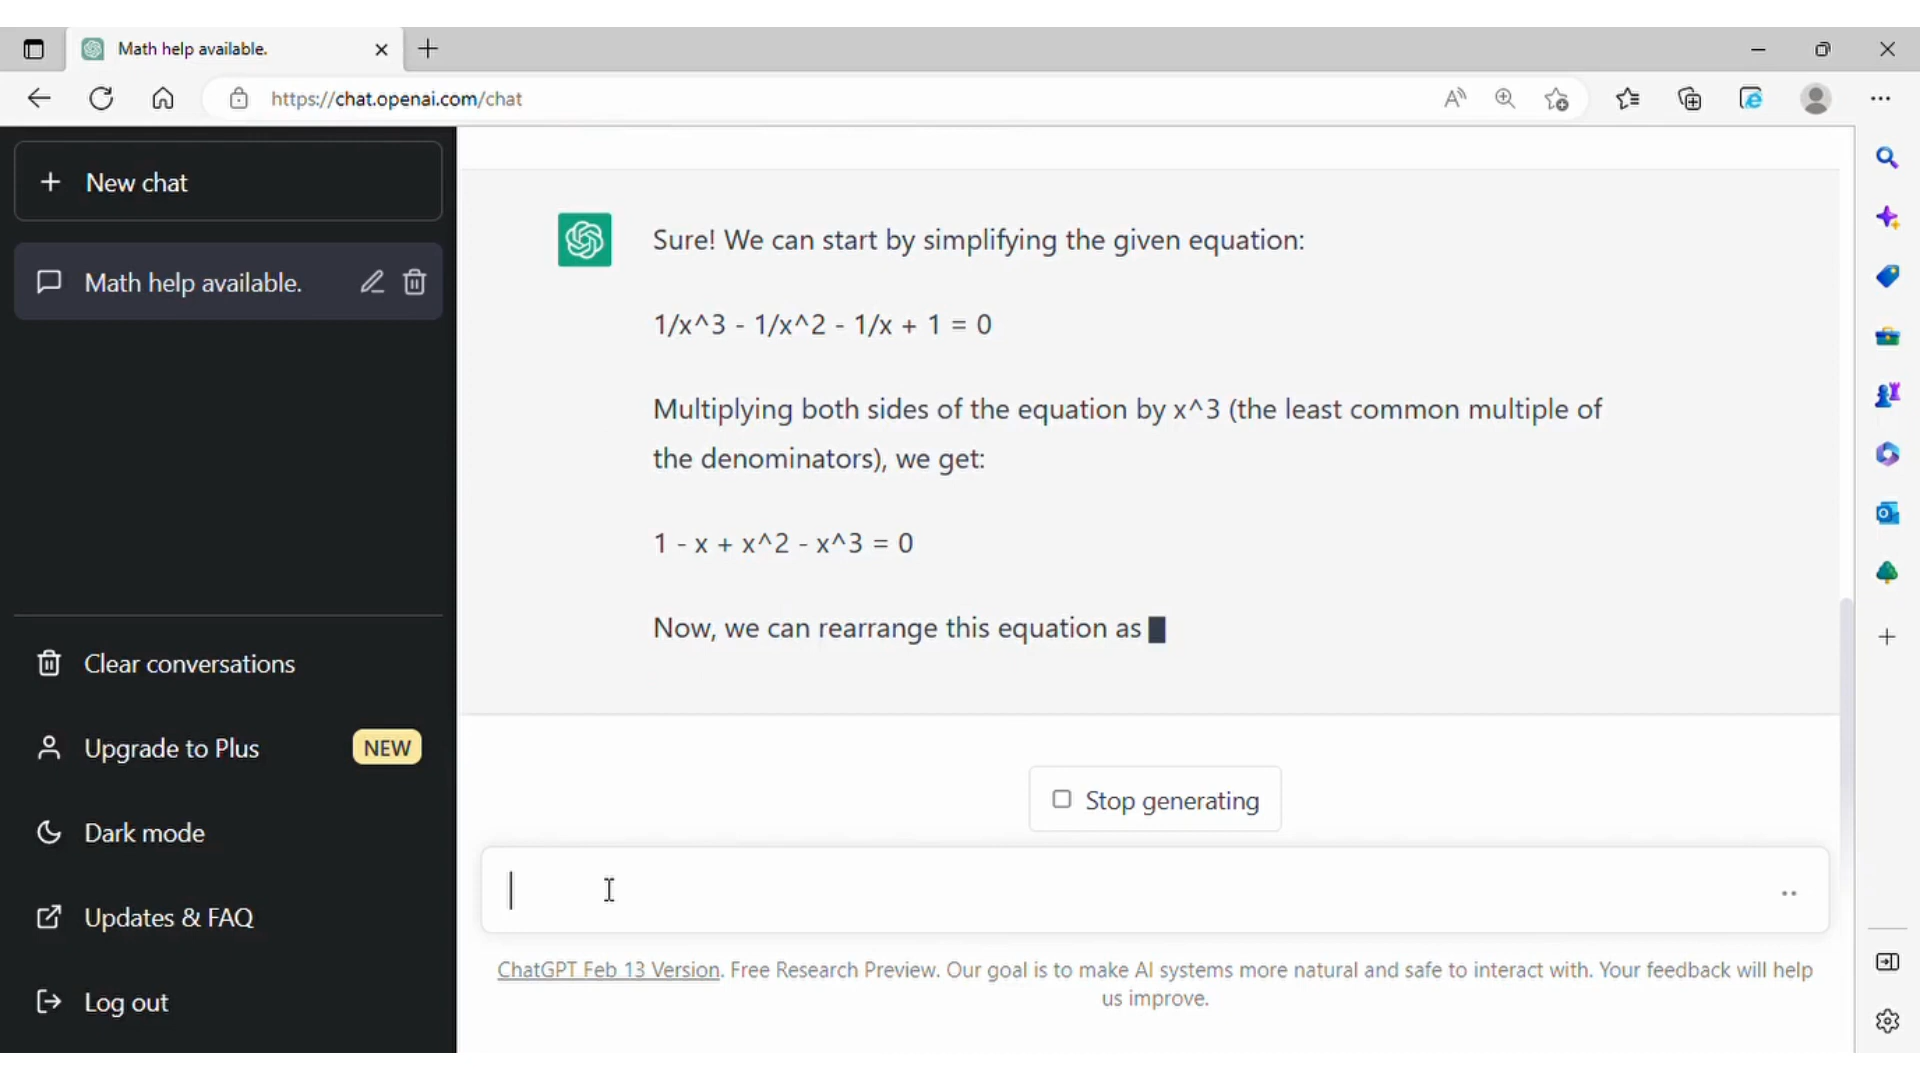 Math help available.
https://chat.openai.com/chat
New chat
Math help available.
Clear conversations
Upgrade to Plus NEW
Dark mode
Updates & FAQ
Log out
Sure! We can start by simplifying the given equation:
1/x^3 - 1/x^2 - 1/x + 1 = 0
Multiplying both sides of the equation by x^3 (the least common multiple of
the denominators), we get:
1 - x + x^2 - x^3 = 0
Now, we can rearrange this equation as
Stop generating
ChatGPT Feb 13 Version. Free Research Preview. Our goal is to make AI systems more natural and safe to interact with. Your feedback will help
us improve.